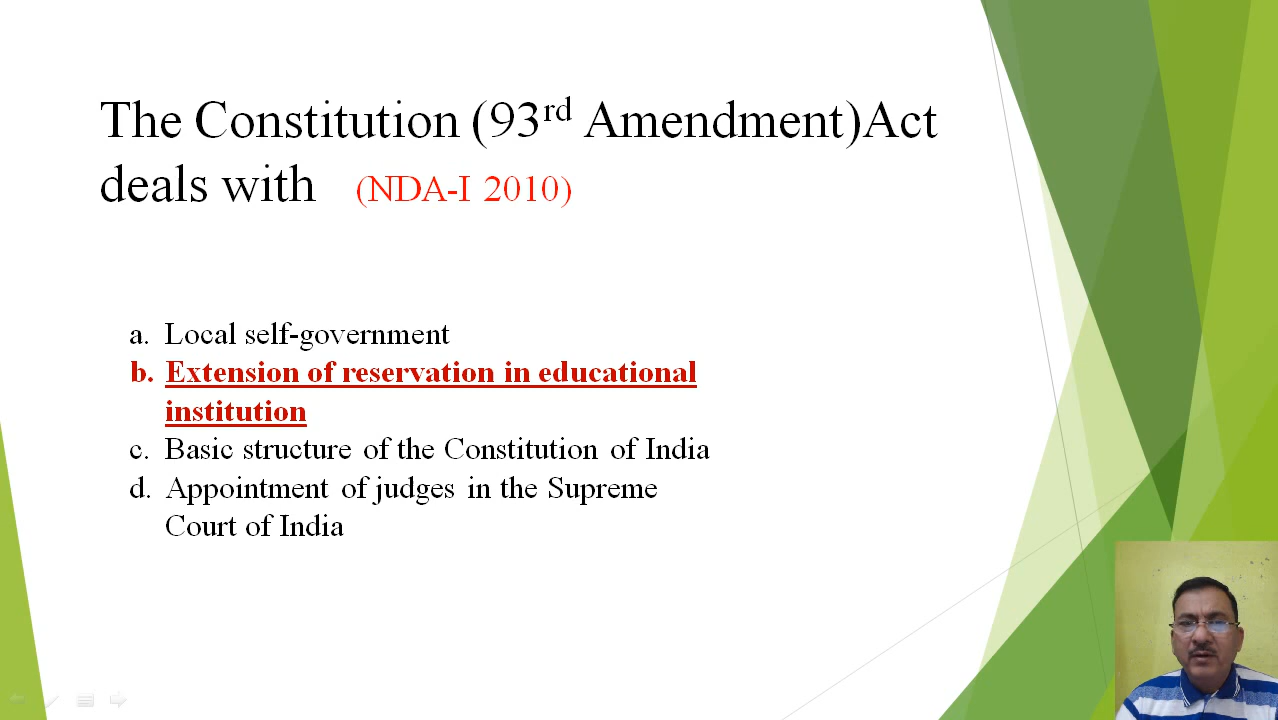 The Constitution (93rd Amendment)Act
deals with (NDA-I 2010)
a. Local self-government
b. Extension of reservation in educational
institution
c. Basic structure of the Constitution of India
d. Appointment of judges in the Supreme
Court of India